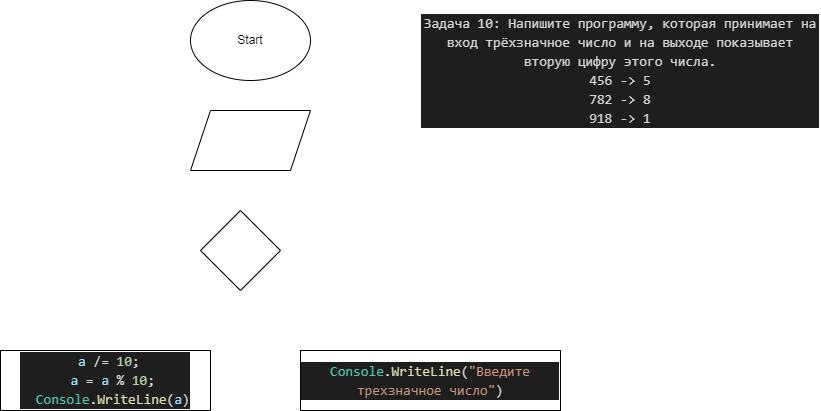 Start
Задача 10: Напишите программу, которая принимает на
вход трёхзначное число и на выходе показывает
вторую цифру этого числа.
456 -> 5
782 -> 8
918 -> 1
a /= 10;
a = a % 10;
Console.WriteLine(a)
Console.WriteLine("Введите
трехзначное число")